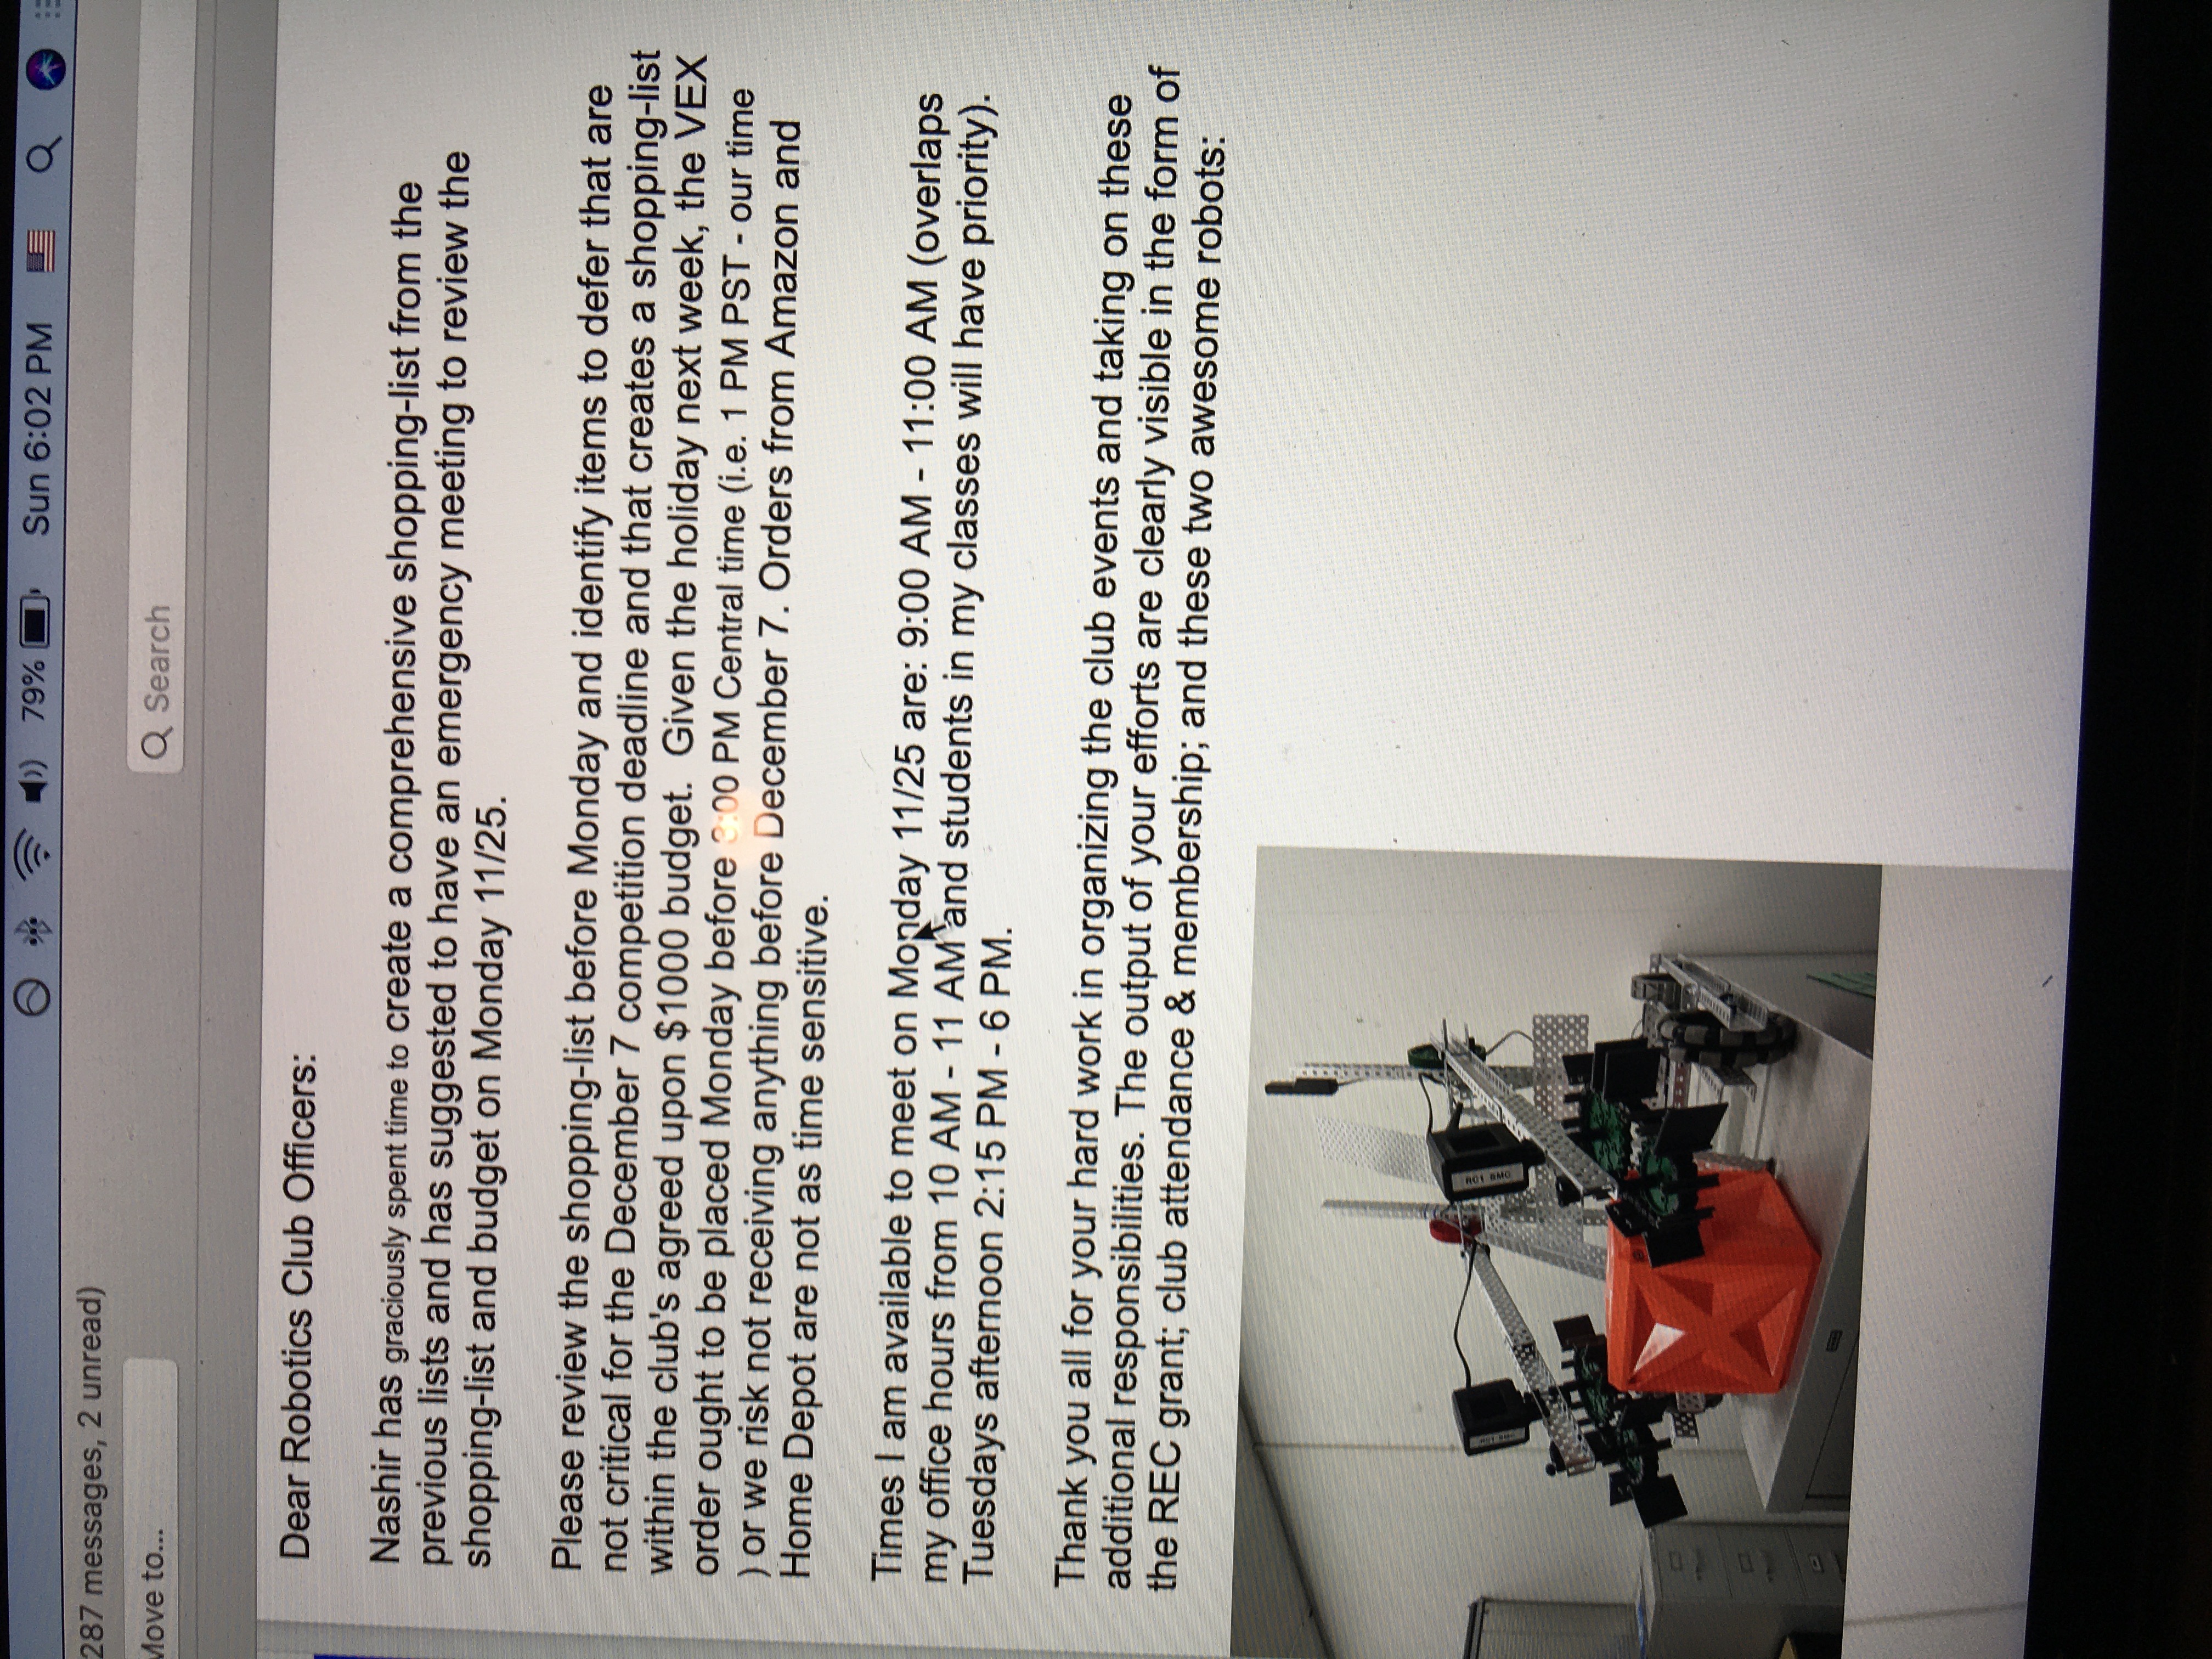 79% Sun 6:02 PM
287 messages, 2 unread)
Move to...
Search
Dear Robotics Club Officers:
Nashir has graciously spent time to create a comprehensive shopping-list from the
previous lists and has suggested to have an emergency meeting to review the
shopping-list and budget on Monday 11/25.
Please review the shopping-list before Monday and identify items to defer that are
not critical for the December 7 competition deadline and that creates a shopping-list
within the club's agreed upon $1000 budget.  Given the holiday next week, the VEX
order ought to be placed Monday before 3:00 PM Central time (i.e. 1 PM PST - our time
) or we risk not receiving anything before December 7. Orders from Amazon and
Home Depot are not as time sensitive.
Times I am available to meet on Monday 11/25 are: 9:00 AM - 11:00 AM (overlaps
my office hours from 10 AM - 11 AM and students in my classes will have priority).
Tuesdays afternoon 2:15 PM - 6 PM.
Thank you all for your hard work in organizing the club events and taking on these
additional responsibilities. The output of your efforts are clearly visible in the form of
the REC grant; club attendance & membership; and these two awesome robots: